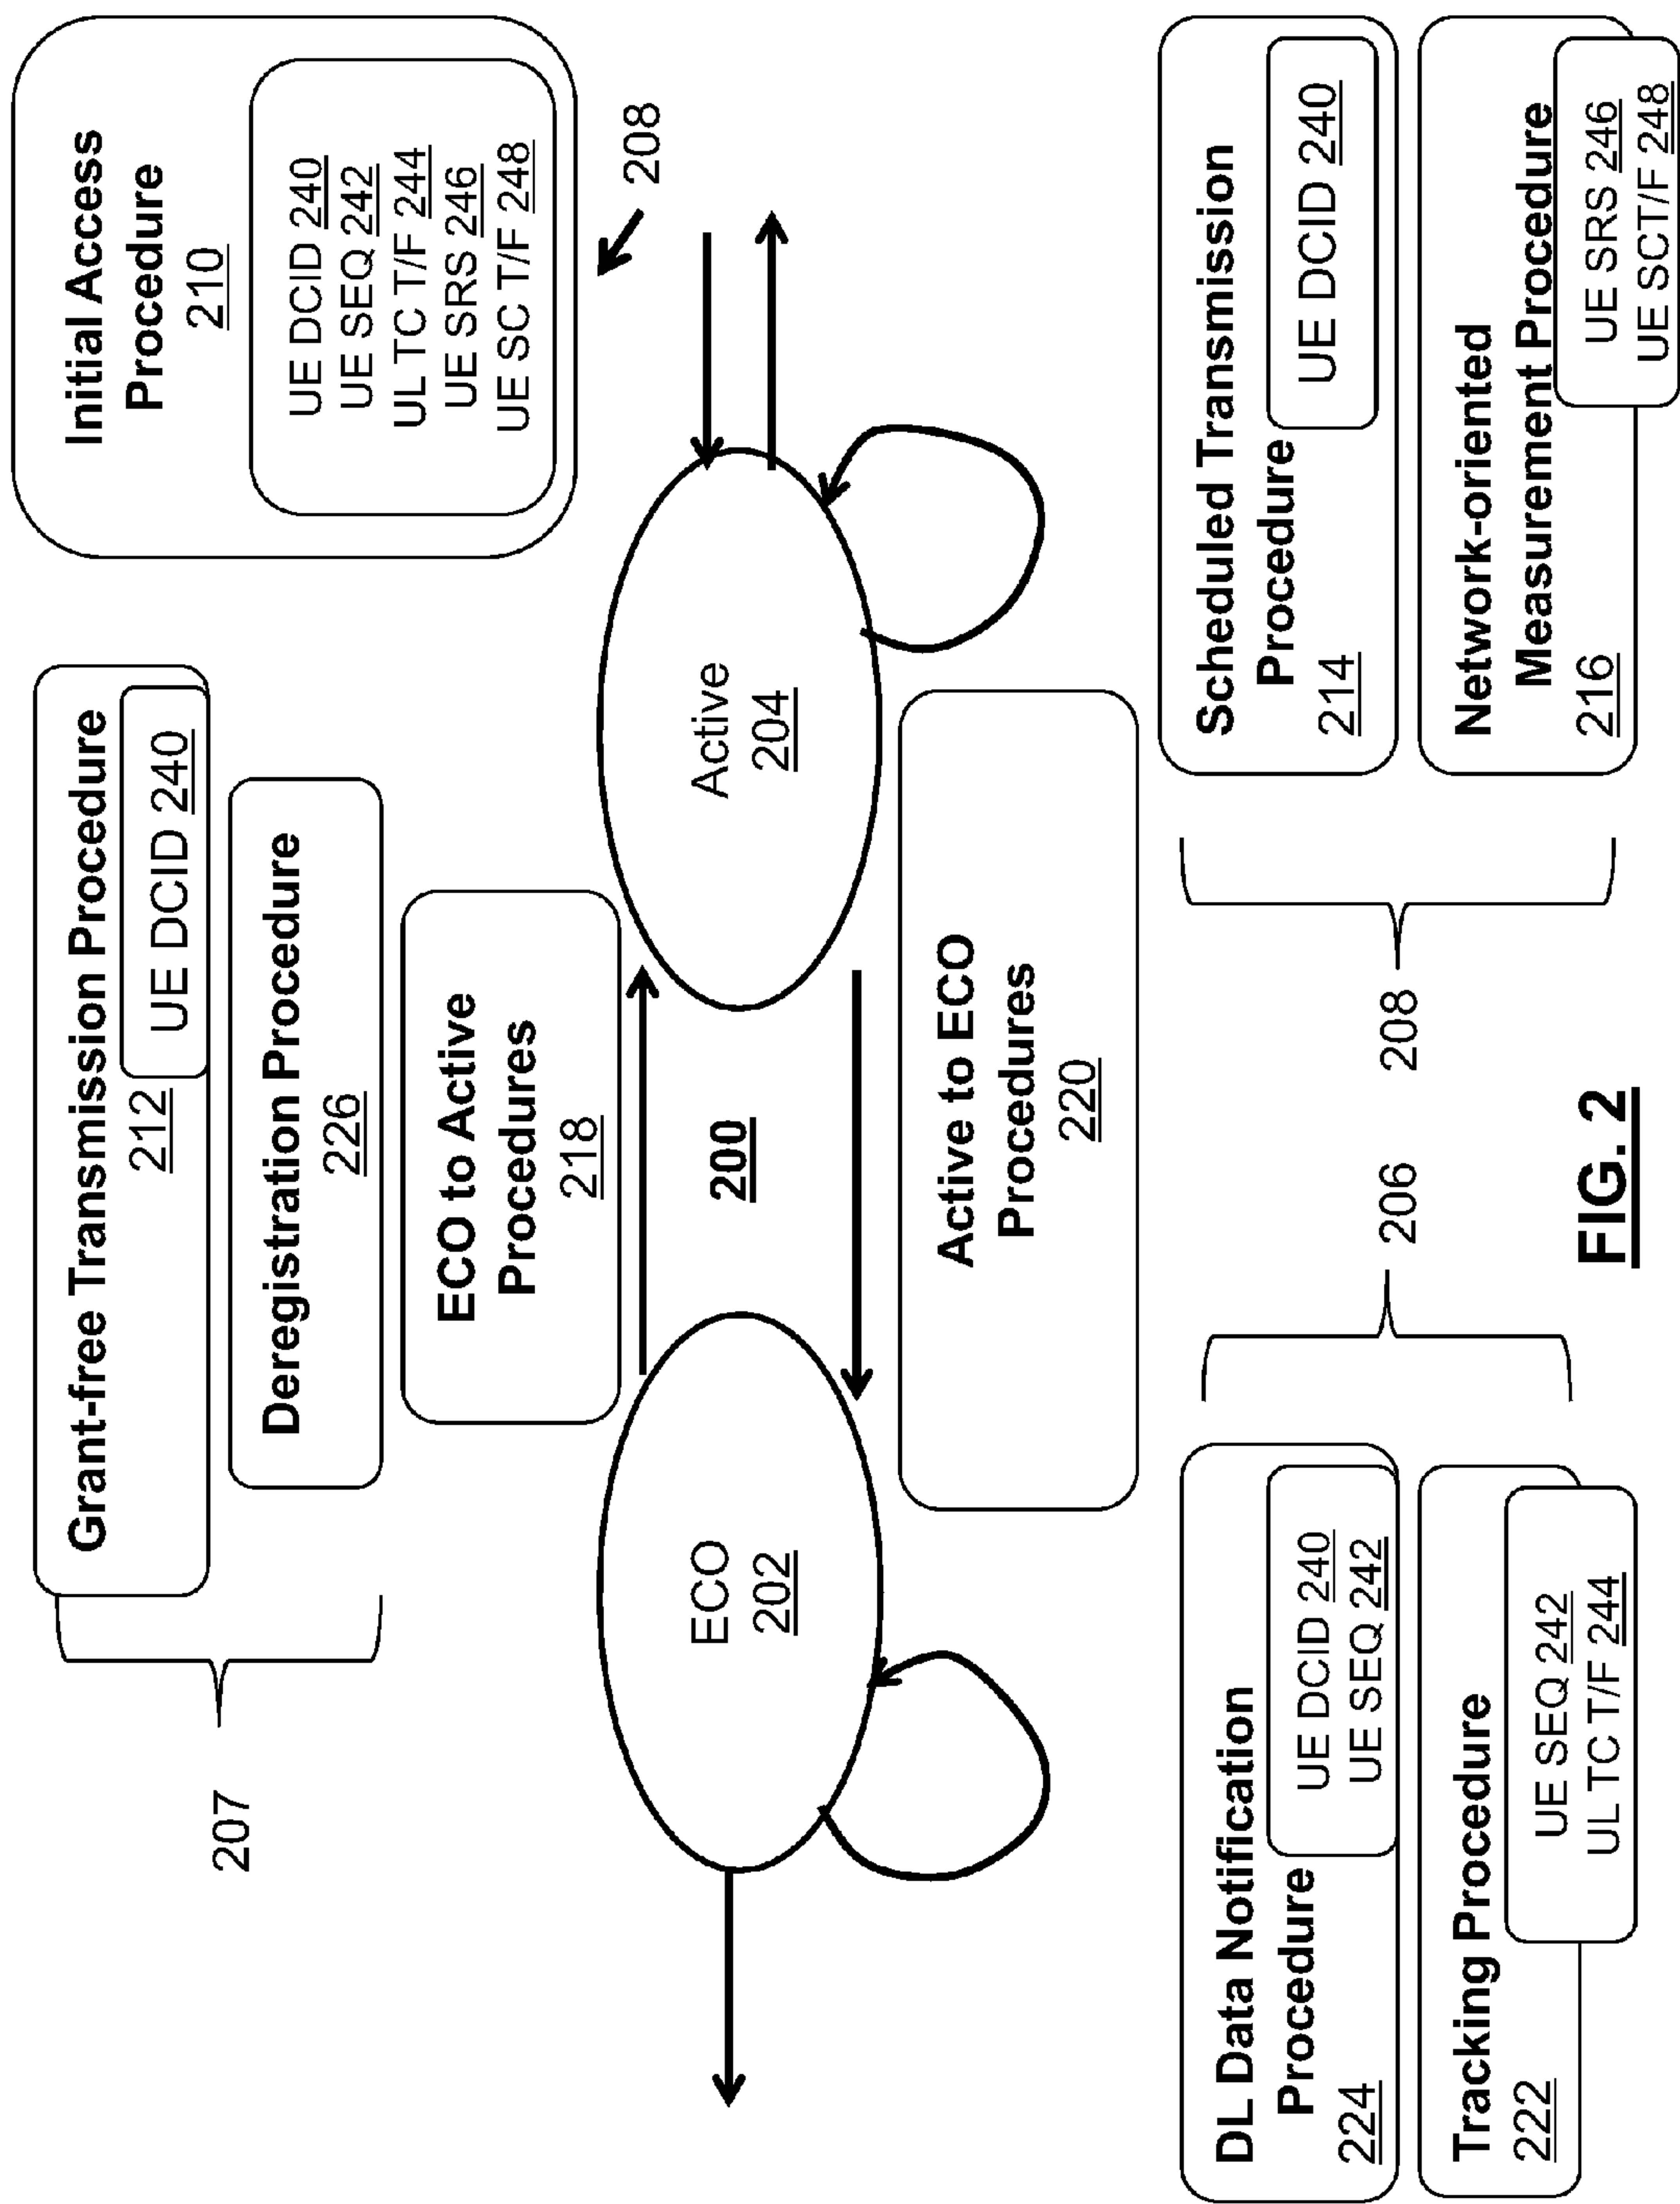 Grant-free Transmission Procedure
212
UE DCID 240
Deregistration Procedure
226
207
ECO to Active
Procedures
218
Initial Access
Procedure
210
UE DCID 240
UE SEQ 242
UL TC T/F 244
UE SRS 246
UE SC T/F 248
208
ECO
202
200
Active
204
Active to ECO
Procedures
220
DL Data Notification
Procedure
224
UE DCID 240
UE SEQ 242
Tracking Procedure
222
UE SEQ 242
UL TC T/F 244
206
208
Scheduled Transmission
Procedure
214
UE DCID 240
Network-oriented
Measurement Procedure
216
UE SRS 246
UE SCT/F 248
FIG. 2